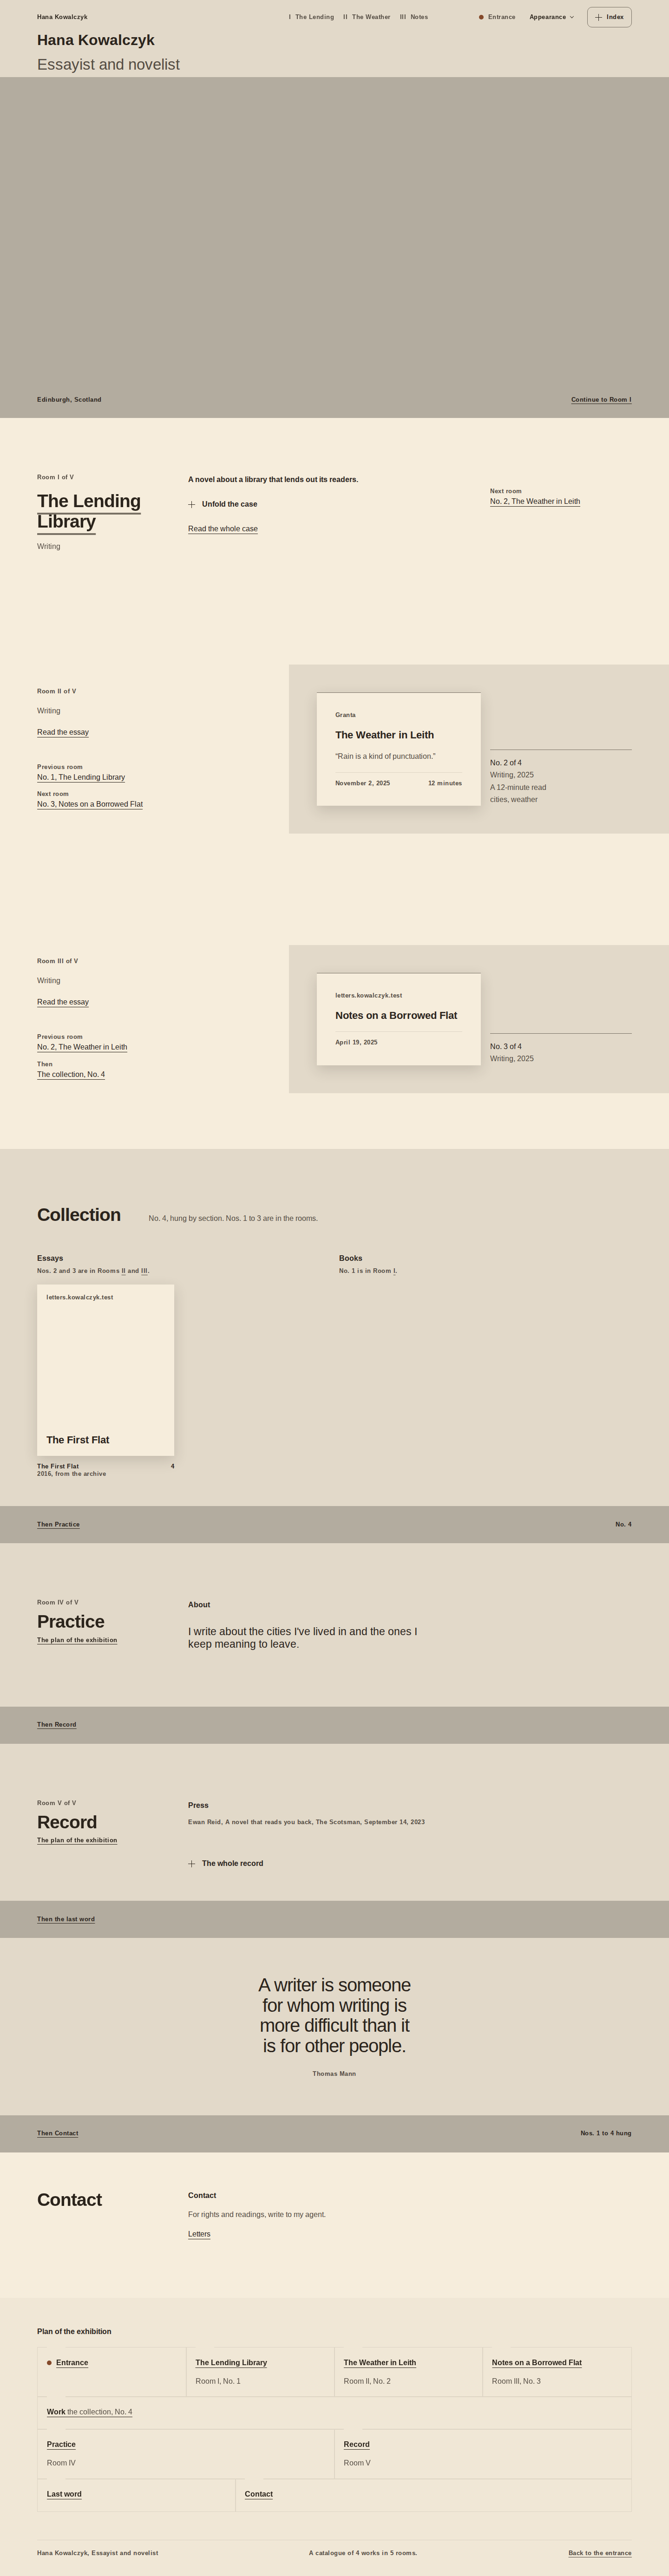 Hana Kowalczyk
I The Lending II The Weather III Notes
Entrance Appearance Index
Hana Kowalczyk
Essayist and novelist
Edinburgh, Scotland
Continue to Room I
Room I of V
The Lending
Library
Writing
A novel about a library that lends out its readers.
Unfold the case
Read the whole case
Next room
No. 2, The Weather in Leith
Room II of V
Writing
Read the essay
Previous room
No. 1, The Lending Library
Next room
No. 3, Notes on a Borrowed Flat
Granta
The Weather in Leith
“Rain is a kind of punctuation.”
November 2, 2025 12 minutes
No. 2 of 4
Writing, 2025
A 12-minute read
cities, weather
Room III of V
Writing
Read the essay
Previous room
No. 2, The Weather in Leith
Then
The collection, No. 4
letters.kowalczyk.test
Notes on a Borrowed Flat
April 19, 2025
No. 3 of 4
Writing, 2025
Collection
No. 4, hung by section. Nos. 1 to 3 are in the rooms.
Essays
Nos. 2 and 3 are in Rooms II and III.
letters.kowalczyk.test
The First Flat
The First Flat 4
2016, from the archive
Books
No. 1 is in Room I.
Then Practice
No. 4
Room IV of V
Practice
The plan of the exhibition
About
I write about the cities I've lived in and the ones I
keep meaning to leave.
Then Record
Room V of V
Record
The plan of the exhibition
Press
Ewan Reid, A novel that reads you back, The Scotsman, September 14, 2023
The whole record
Then the last word
A writer is someone
for whom writing is
more difficult than it
is for other people.
Thomas Mann
Then Contact
Nos. 1 to 4 hung
Contact
Contact
For rights and readings, write to my agent.
Letters
Plan of the exhibition
Entrance
The Lending Library
Room I, No. 1
The Weather in Leith
Room II, No. 2
Notes on a Borrowed Flat
Room III, No. 3
Work the collection, No. 4
Practice
Room IV
Record
Room V
Last word
Contact
Hana Kowalczyk, Essayist and novelist
A catalogue of 4 works in 5 rooms.
Back to the entrance